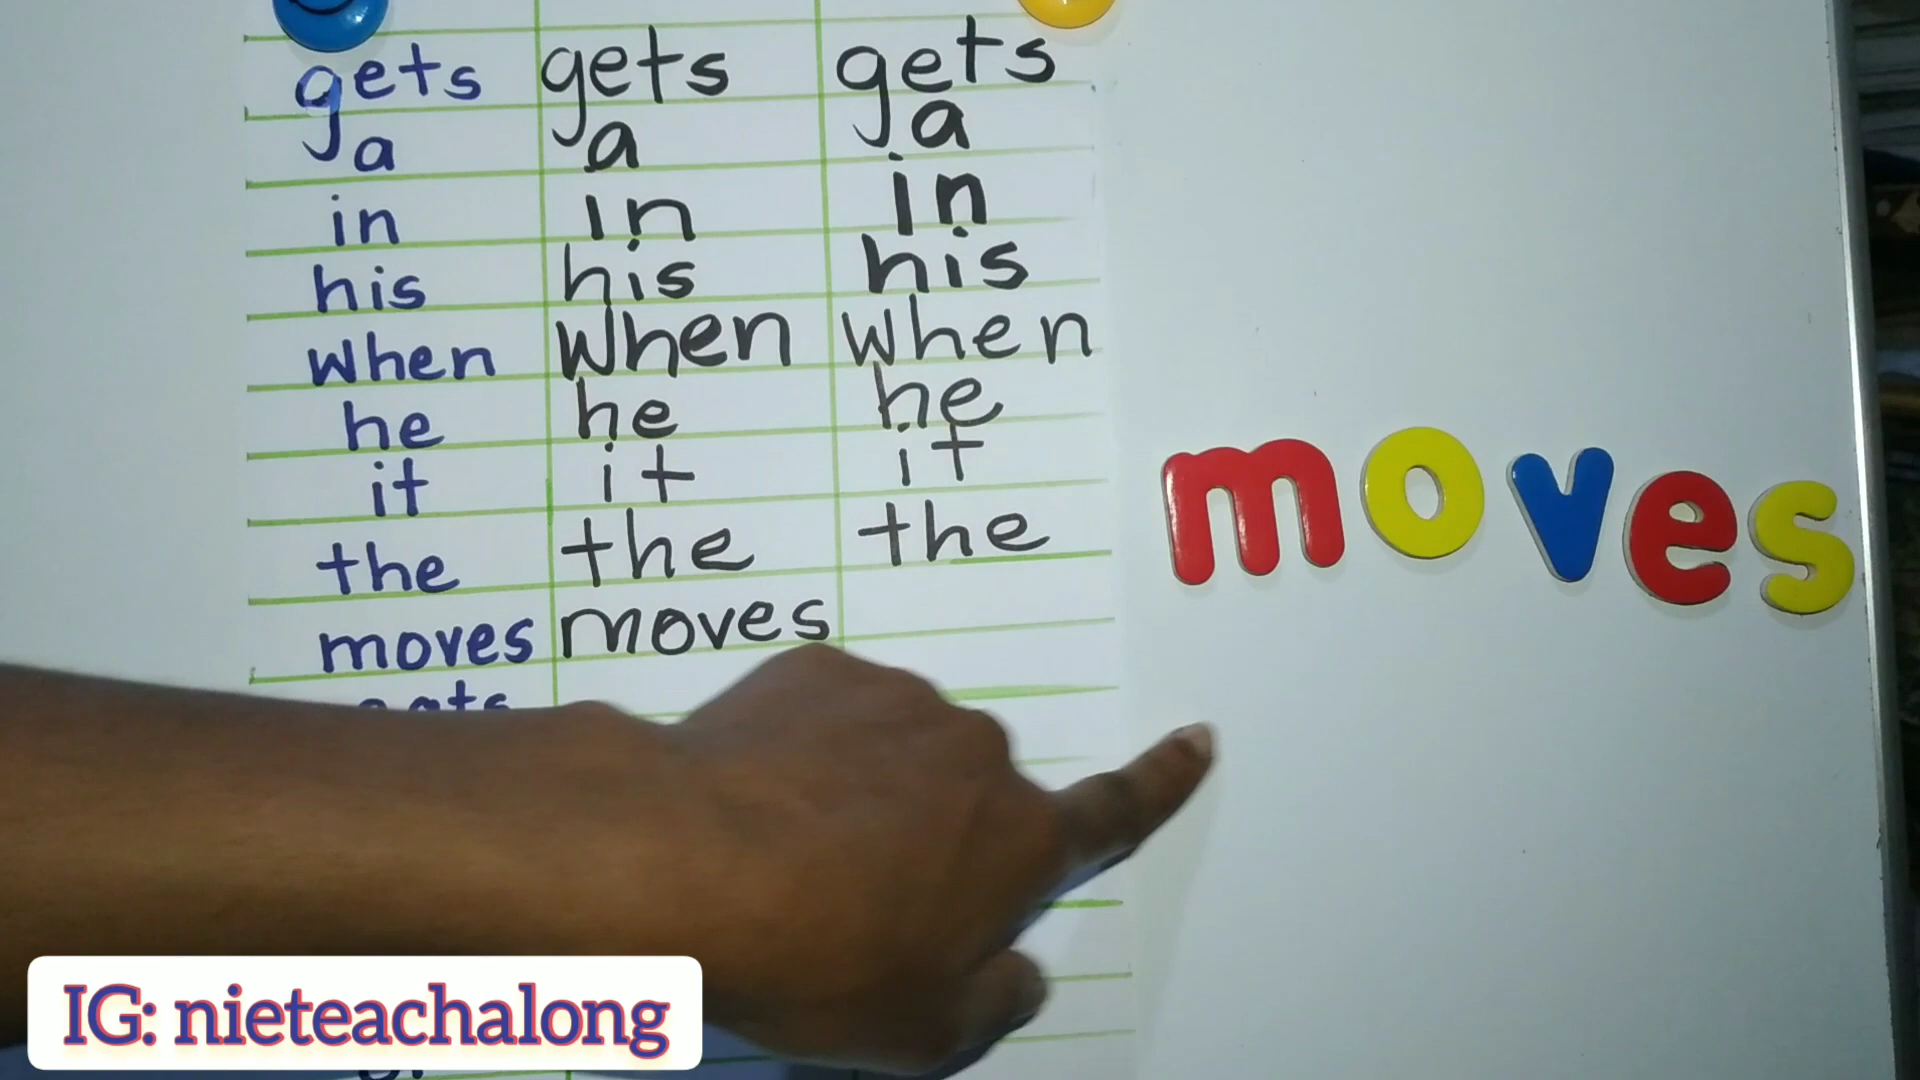 gets gets gets
a a a
in in in
his his his
when when when
he he he
it it it
the the the
moves moves
moves
IG: nieteachalong